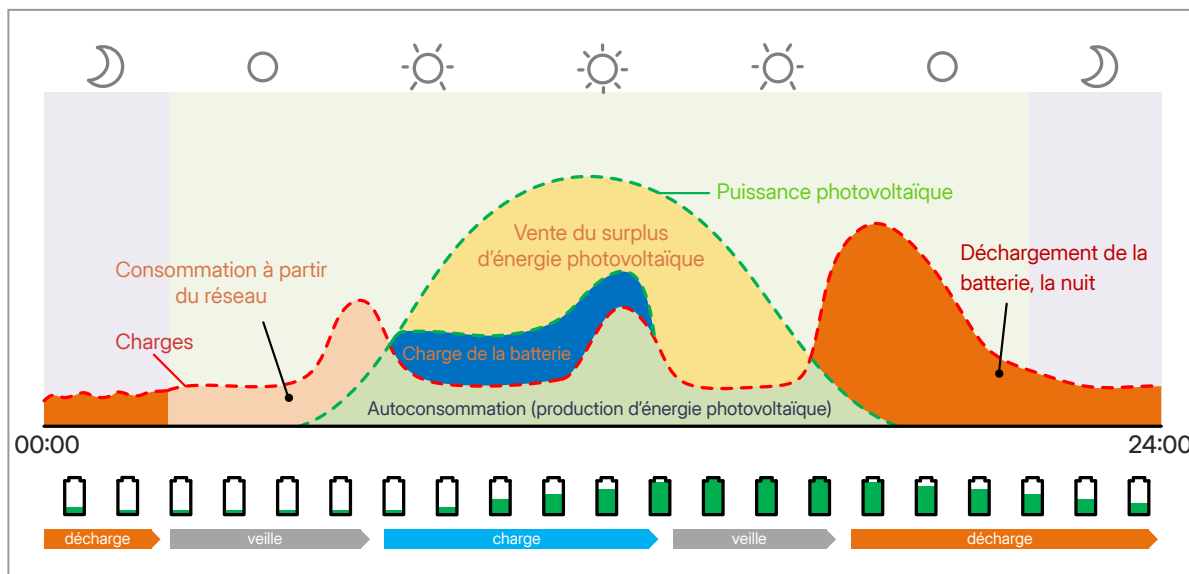 Puissance photovoltaïque
Vente du surplus
d'énergie photovoltaïque
Déchargement de la
batterie, la nuit
Consommation à partir
du réseau
Charges
Charge de la batterie
Autoconsommation (production d'énergie photovoltaïque)
00:00
24:00
décharge
veille
charge
veille
décharge